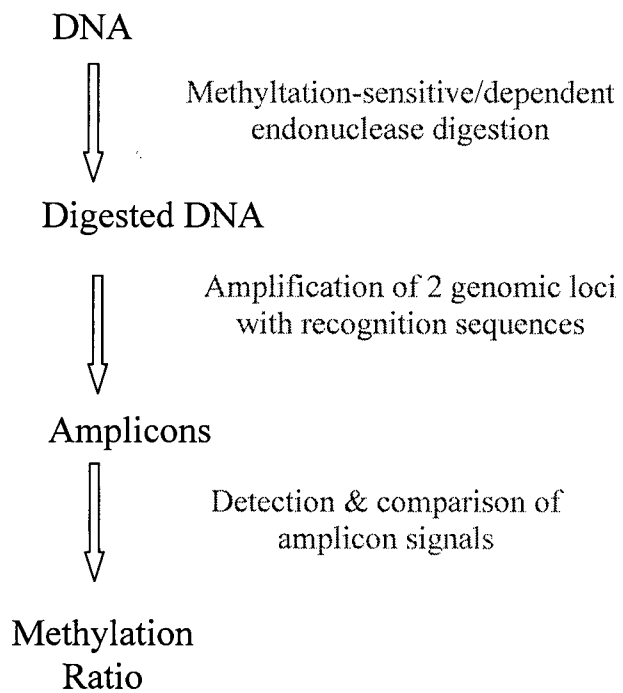 DNA
Methyltation-sensitive/dependent
endonuclease digestion
Digested DNA
Amplification of 2 genomic loci
with recognition sequences
Amplicons
Detection & comparison of
amplicon signals
Methylation
Ratio